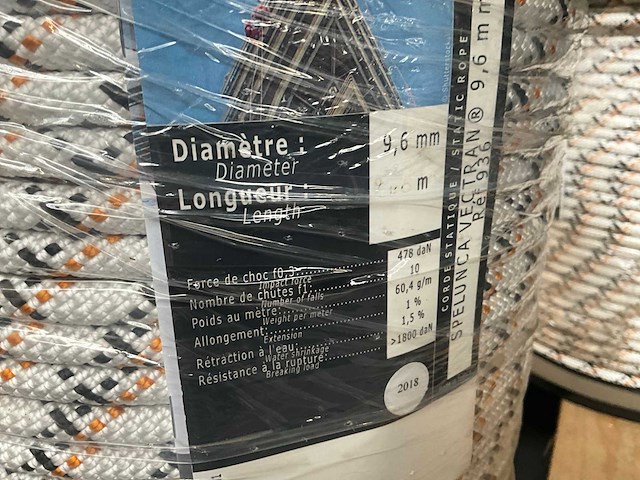 Diamètre : 9,6 mm
Diameter
Longueur : m
Length
Force de choc f0,3 478 daN
Impact force
Nombre de chutes f1: 10
Number of falls
Poids au mètre: 60,4 g/m
Weight per meter
Allongement: 1 %
Extension
Rétraction à l'eau: 1,5 %
Water shrinkage
Résistance à la rupture: >1800 daN
Breaking load
2018
CORDE STATIQUE / STATIC ROPE
SPELUNCA VECTRAN® 9,6 m
Réf 936